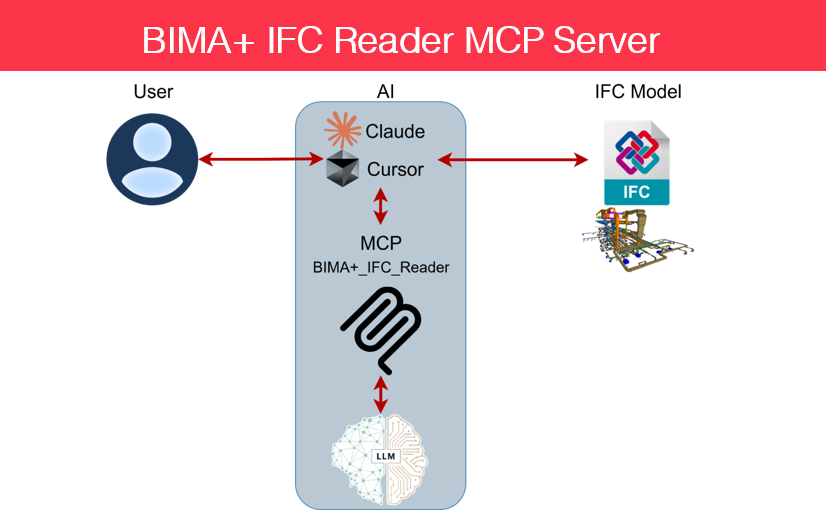 BIMA+ IFC Reader MCP Server
User
AI
IFC Model
Claude
Cursor
IFC
MCP
BIMA+_IFC_Reader
LLM